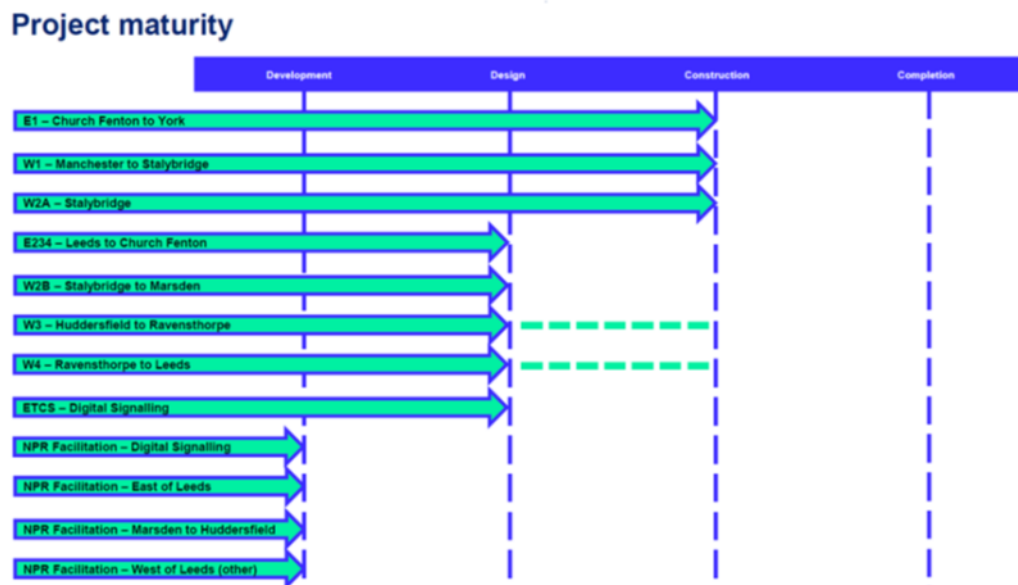 Project maturity
Development Design Construction Completion
E1 – Church Fenton to York
W1 – Manchester to Stalybridge
W2A – Stalybridge
E234 – Leeds to Church Fenton
W2B – Stalybridge to Marsden
W3 – Huddersfield to Ravensthorpe
W4 – Ravensthorpe to Leeds
ETCS – Digital Signalling
NPR Facilitation – Digital Signalling
NPR Facilitation – East of Leeds
NPR Facilitation – Marsden to Huddersfield
NPR Facilitation – West of Leeds (other)